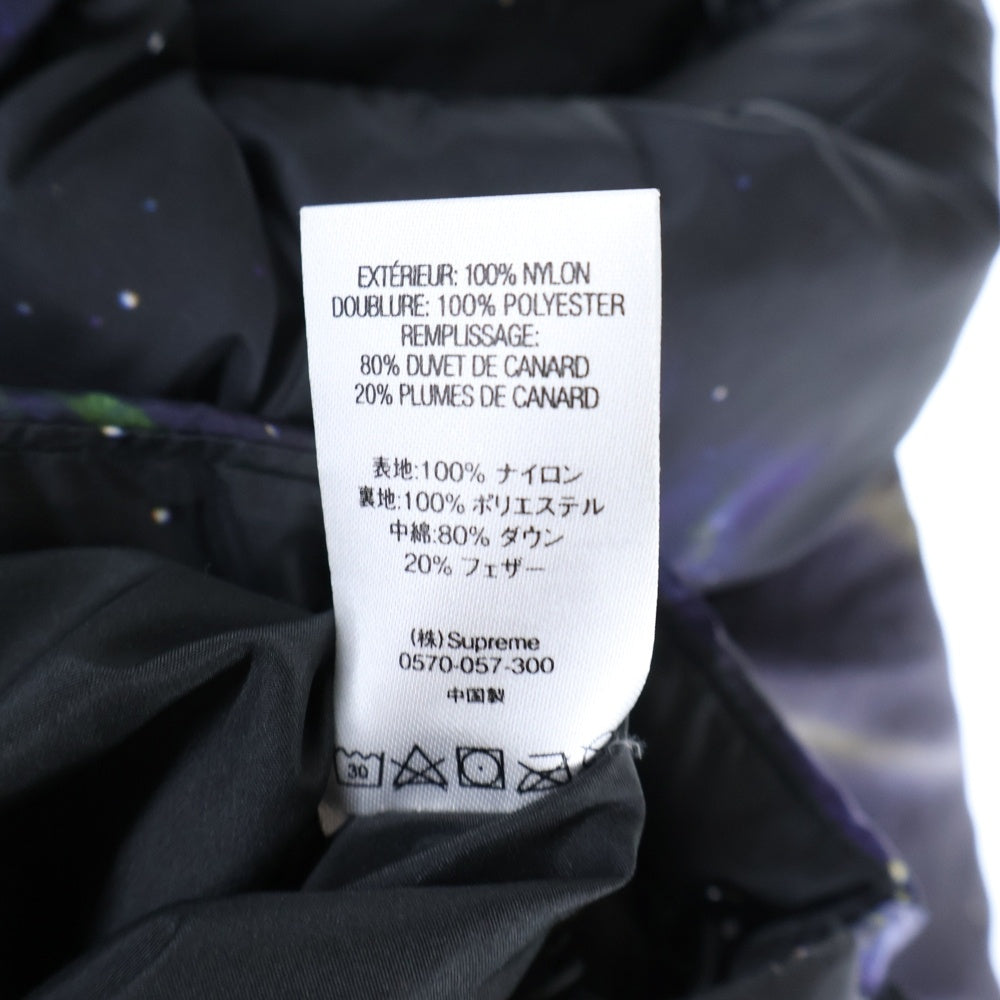 EXTÉRIEUR: 100% NYLON
DOUBLURE: 100% POLYESTER
REMPLISSAGE:
80% DUVET DE CANARD
20% PLUMES DE CANARD
表地:100% ナイロン
裏地:100% ポリエステル
中綿:80% ダウン
20% フェザー
(株)Supreme
0570-057-300
中国製
30